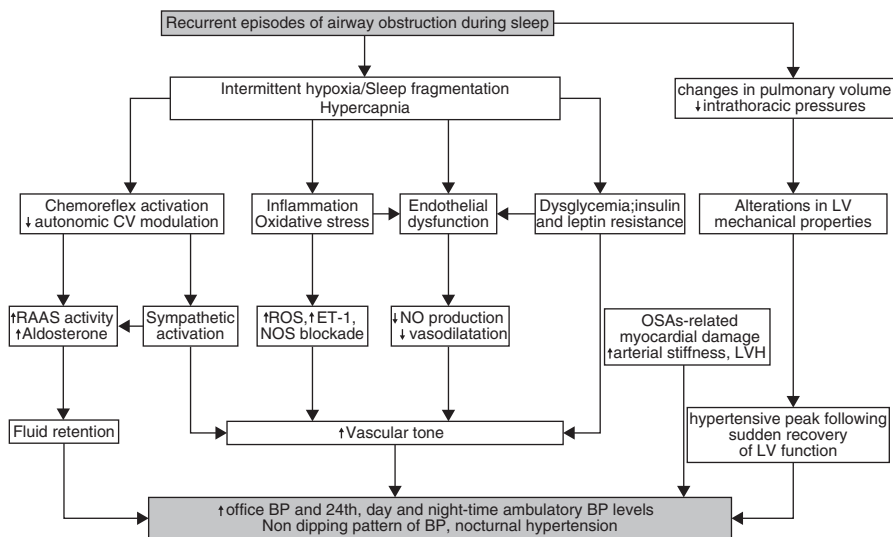 Recurrent episodes of airway obstruction during sleep
Intermittent hypoxia/Sleep fragmentation
Hypercapnia
changes in pulmonary volume
↓intrathoracic pressures
Chemoreflex activation
↓autonomic CV modulation
Inflammation
Oxidative stress
Endothelial
dysfunction
Dysglycemia;insulin
and leptin resistance
Alterations in LV
mechanical properties
↑RAAS activity
↑Aldosterone
Sympathetic
activation
↑ROS,↑ET-1,
NOS blockade
↓NO production
↓ vasodilatation
OSAs-related
myocardial damage
↑arterial stiffness, LVH
Fluid retention
↑Vascular tone
hypertensive peak following
sudden recovery
of LV function
↑office BP and 24th, day and night-time ambulatory BP levels
Non dipping pattern of BP, nocturnal hypertension